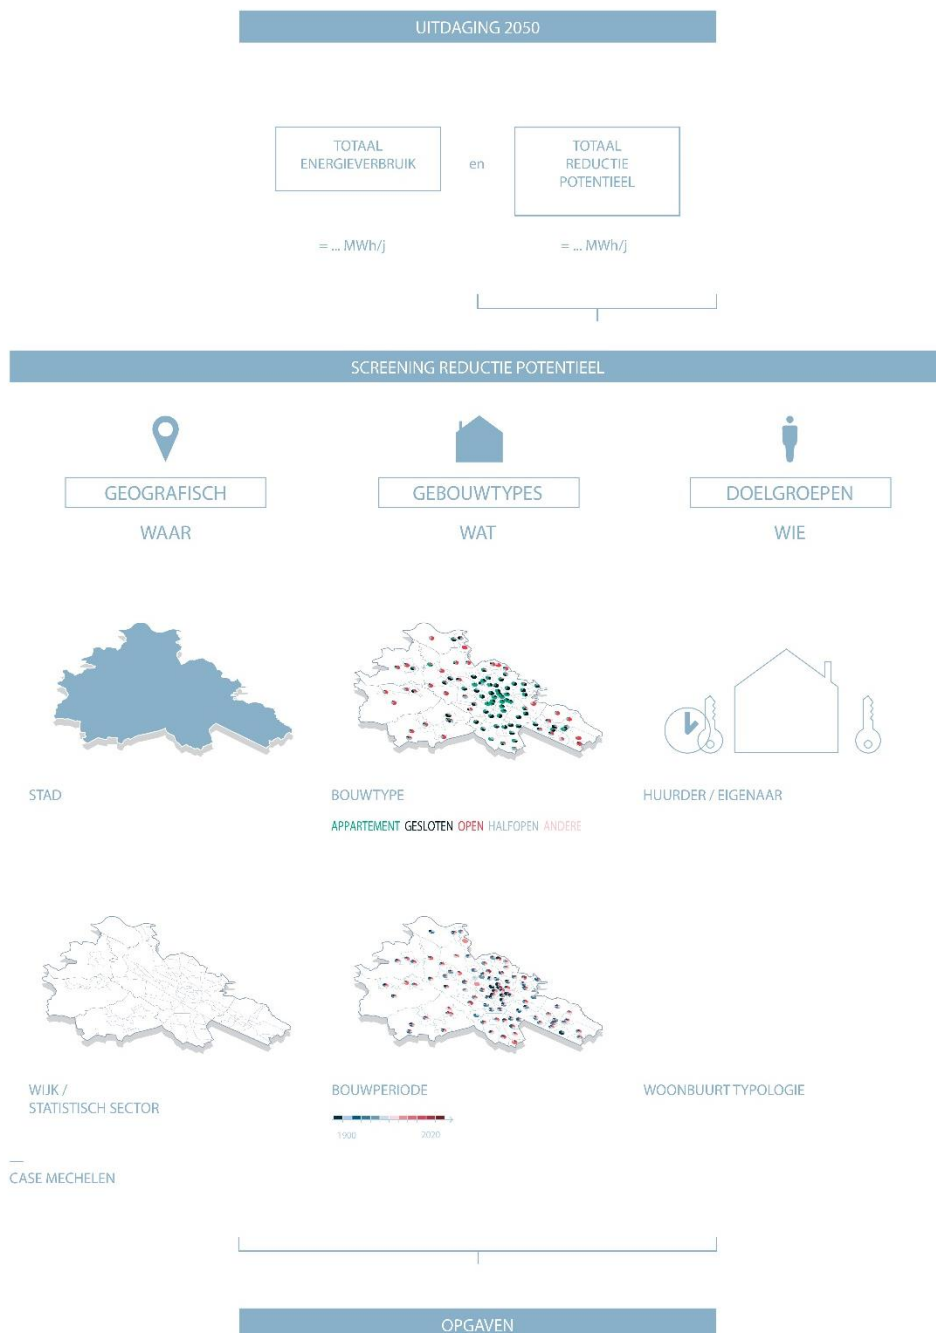 UITDAGING 2050
TOTAAL
ENERGIEVERBRUIK
en
TOTAAL
REDUCTIE
POTENTIEEL
= ... MWh/j
= ... MWh/j
SCREENING REDUCTIE POTENTIEEL
GEOGRAFISCH
GEBOUWTYPES
DOELGROEPEN
WAAR
WAT
WIE
STAD
BOUWTYPE
HUURDER / EIGENAAR
APPARTEMENT GESLOTEN OPEN HALFOPEN ANDERE
WIJK /
STATISTISCH SECTOR
BOUWPERIODE
WOONBUURT TYPOLOGIE
1900
2020
—
CASE MECHELEN
OPGAVEN